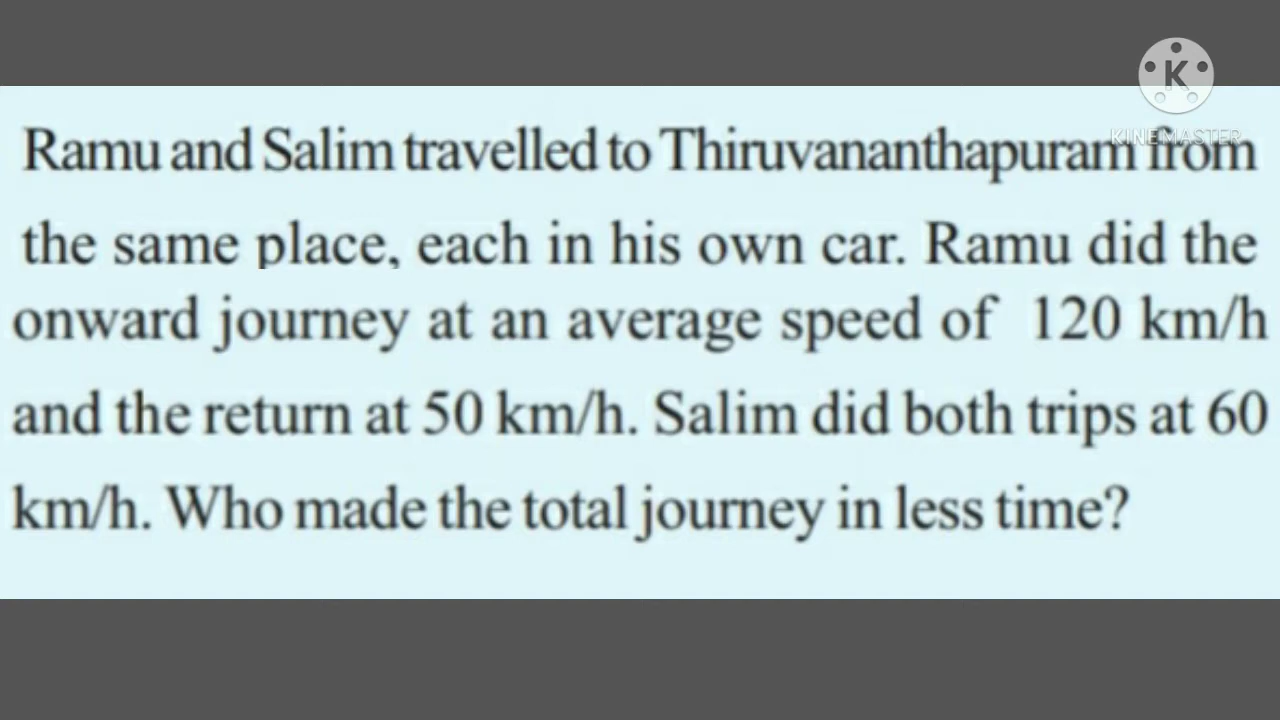 K
KINEMASTER
Ramu and Salim travelled to Thiruvananthapuram from
the same place, each in his own car. Ramu did the
onward journey at an average speed of 120 km/h
and the return at 50 km/h. Salim did both trips at 60
km/h. Who made the total journey in less time?